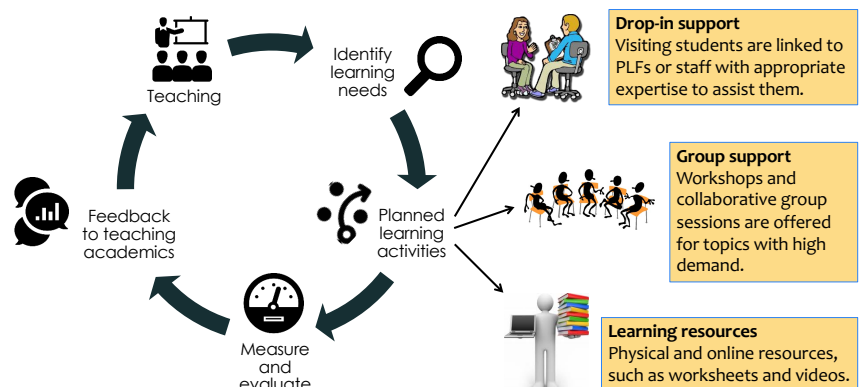 Teaching
Identify
learning
needs
Planned
learning
activities
Measure
and
evaluate
Feedback
to teaching
academics
Drop-in support
Visiting students are linked to
PLFs or staff with appropriate
expertise to assist them.
Group support
Workshops and
collaborative group
sessions are offered
for topics with high
demand.
Learning resources
Physical and online resources,
such as worksheets and videos.